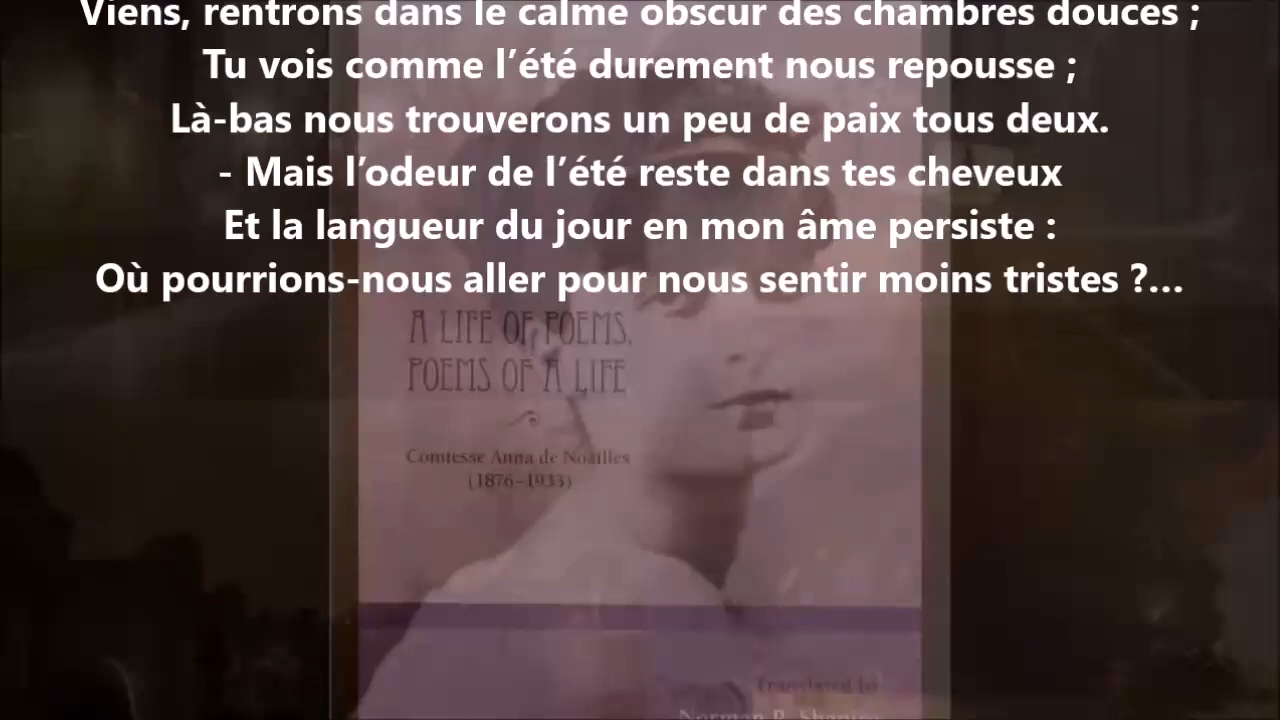 Viens, rentrons dans le calme obscur des chambres douces ;
Tu vois comme l’été durement nous repousse ;
Là-bas nous trouverons un peu de paix tous deux.
- Mais l’odeur de l’été reste dans tes cheveux
Et la langueur du jour en mon âme persiste :
Où pourrions-nous aller pour nous sentir moins tristes ?...
A LIFE OF POEMS,
POEMS OF A LIFE
Comtesse Anna de Noailles
(1876–1933)
Translated by
Norman R. Shapiro